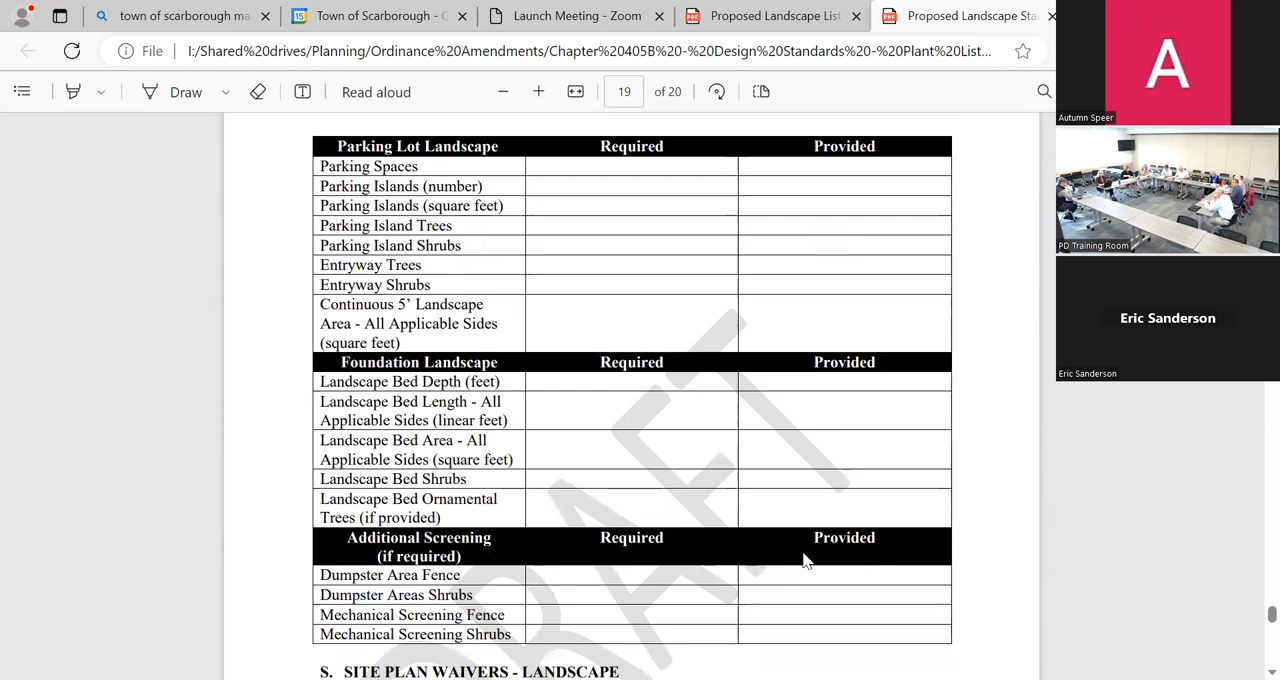 town of scarborough ma
Town of Scarborough - C
Launch Meeting - Zoom
Proposed Landscape List
Proposed Landscape Sta
File
I:/Shared%20drives/Planning/Ordinance%20Amendments/Chapter%20405B%20-%20Design%20Standards%20-%20Plant%20List...
Draw
Read aloud
19 of 20
A
Autumn Speer
PD Training Room
Eric Sanderson
Eric Sanderson
Parking Lot Landscape Required Provided
Parking Spaces
Parking Islands (number)
Parking Islands (square feet)
Parking Island Trees
Parking Island Shrubs
Entryway Trees
Entryway Shrubs
Continuous 5’ Landscape
Area - All Applicable Sides
(square feet)
Foundation Landscape Required Provided
Landscape Bed Depth (feet)
Landscape Bed Length - All
Applicable Sides (linear feet)
Landscape Bed Area - All
Applicable Sides (square feet)
Landscape Bed Shrubs
Landscape Bed Ornamental
Trees (if provided)
Additional Screening Required Provided
(if required)
Dumpster Area Fence
Dumpster Areas Shrubs
Mechanical Screening Fence
Mechanical Screening Shrubs
DRAFT
S. SITE PLAN WAIVERS - LANDSCAPE